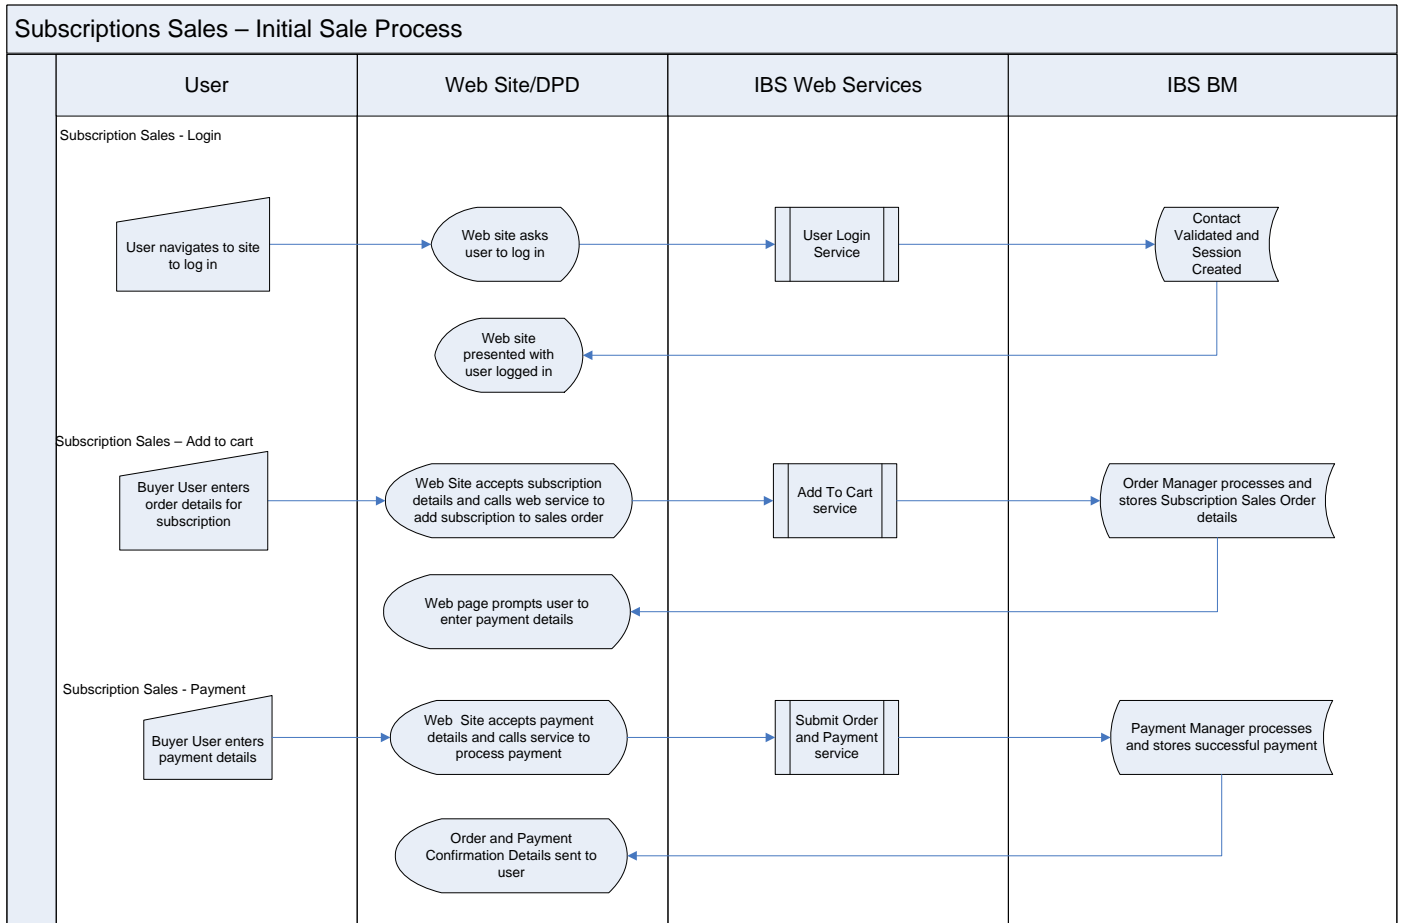 Subscriptions Sales – Initial Sale Process
User
Web Site/DPD
IBS Web Services
IBS BM
Subscription Sales - Login
User navigates to site
to log in
Web site asks
user to log in
User Login
Service
Contact
Validated and
Session
Created
Web site
presented with
user logged in
Subscription Sales – Add to cart
Buyer User enters
order details for
subscription
Web Site accepts subscription
details and calls web service to
add subscription to sales order
Add To Cart
service
Order Manager processes and
stores Subscription Sales Order
details
Web page prompts user to
enter payment details
Subscription Sales - Payment
Buyer User enters
payment details
Web  Site accepts payment
details and calls service to
process payment
Submit Order
and Payment
service
Payment Manager processes
and stores successful payment
Order and Payment
Confirmation Details sent to
user